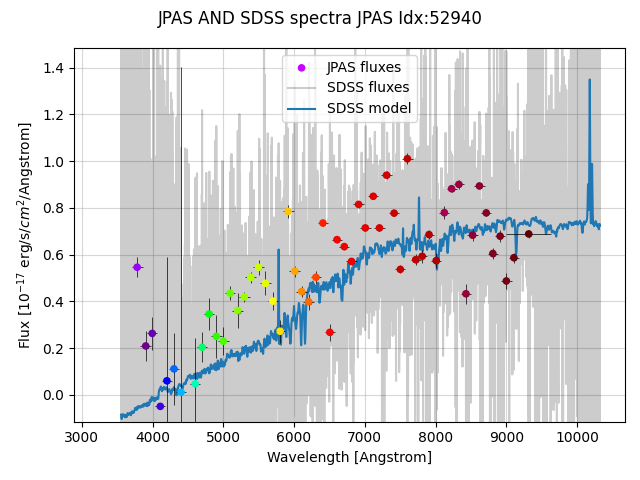 JPAS AND SDSS spectra JPAS Idx:52940
JPAS fluxes
SDSS fluxes
SDSS model
Flux [10⁻¹⁷ erg/s/cm²/Angstrom]
1.4
1.2
1.0
0.8
0.6
0.4
0.2
0.0
3000 4000 5000 6000 7000 8000 9000 10000
Wavelength [Angstrom]